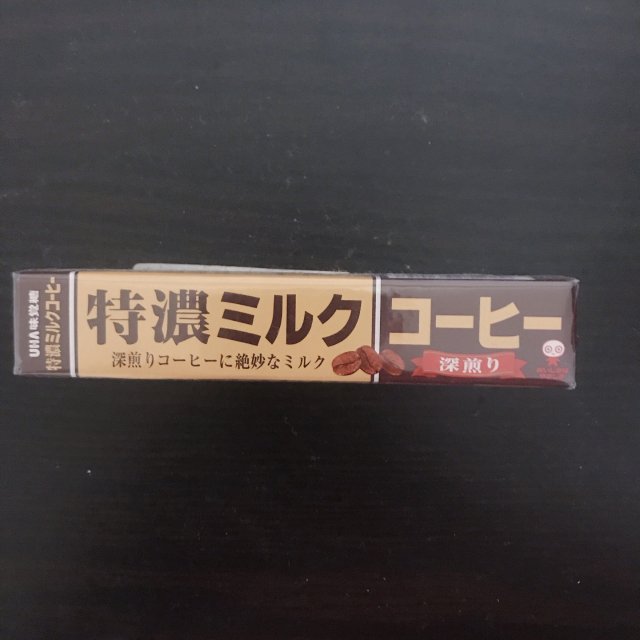 UHA味覚糖
特濃ミルクコーヒー
特濃ミルク
深煎りコーヒーに絶妙なミルク
コーヒー
深煎り